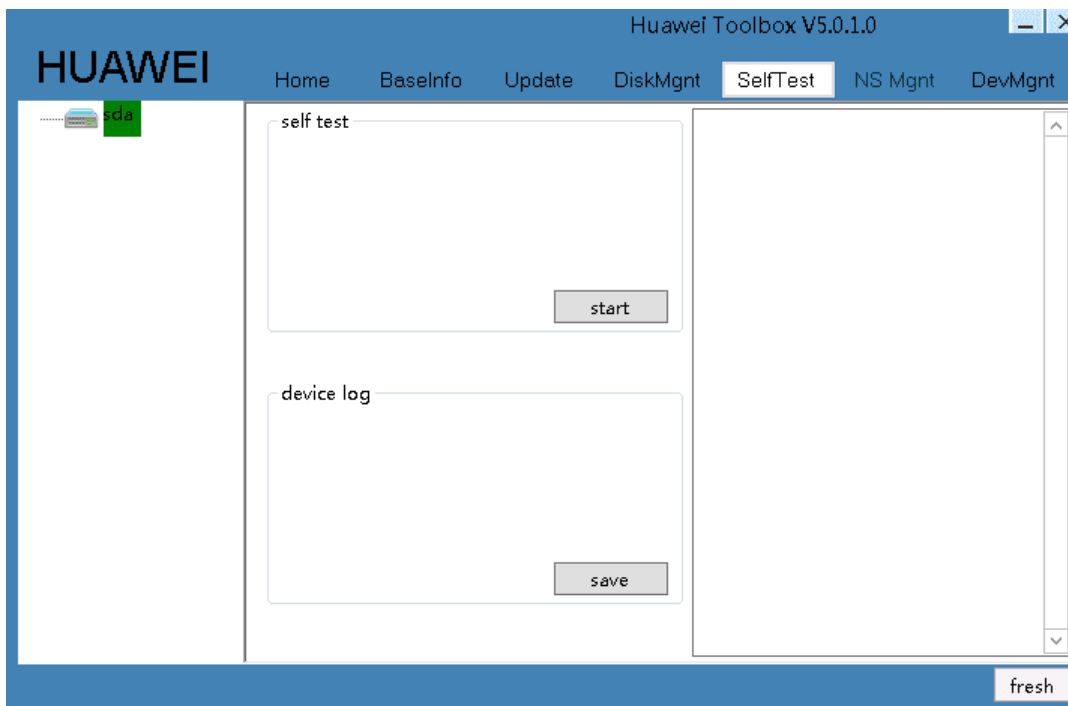 Huawei Toolbox V5.0.1.0
HUAWEI
Home BaseInfo Update DiskMgnt SelfTest NS Mgnt DevMgnt
sda
self test
start
device log
save
fresh